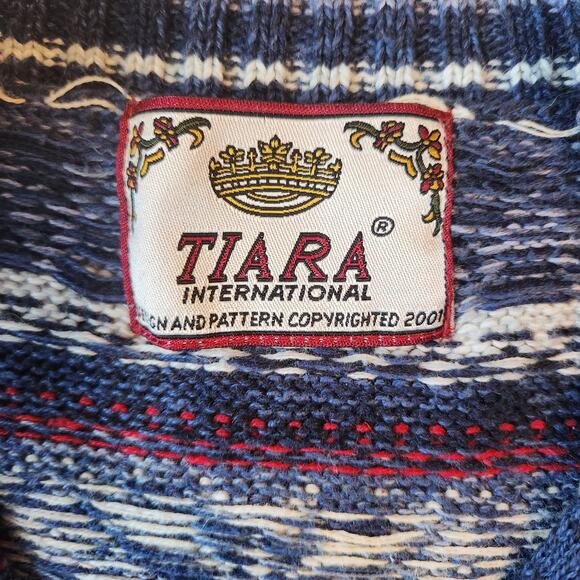 TIARA ®
INTERNATIONAL
AND PATTERN COPYRIGHTED 2001